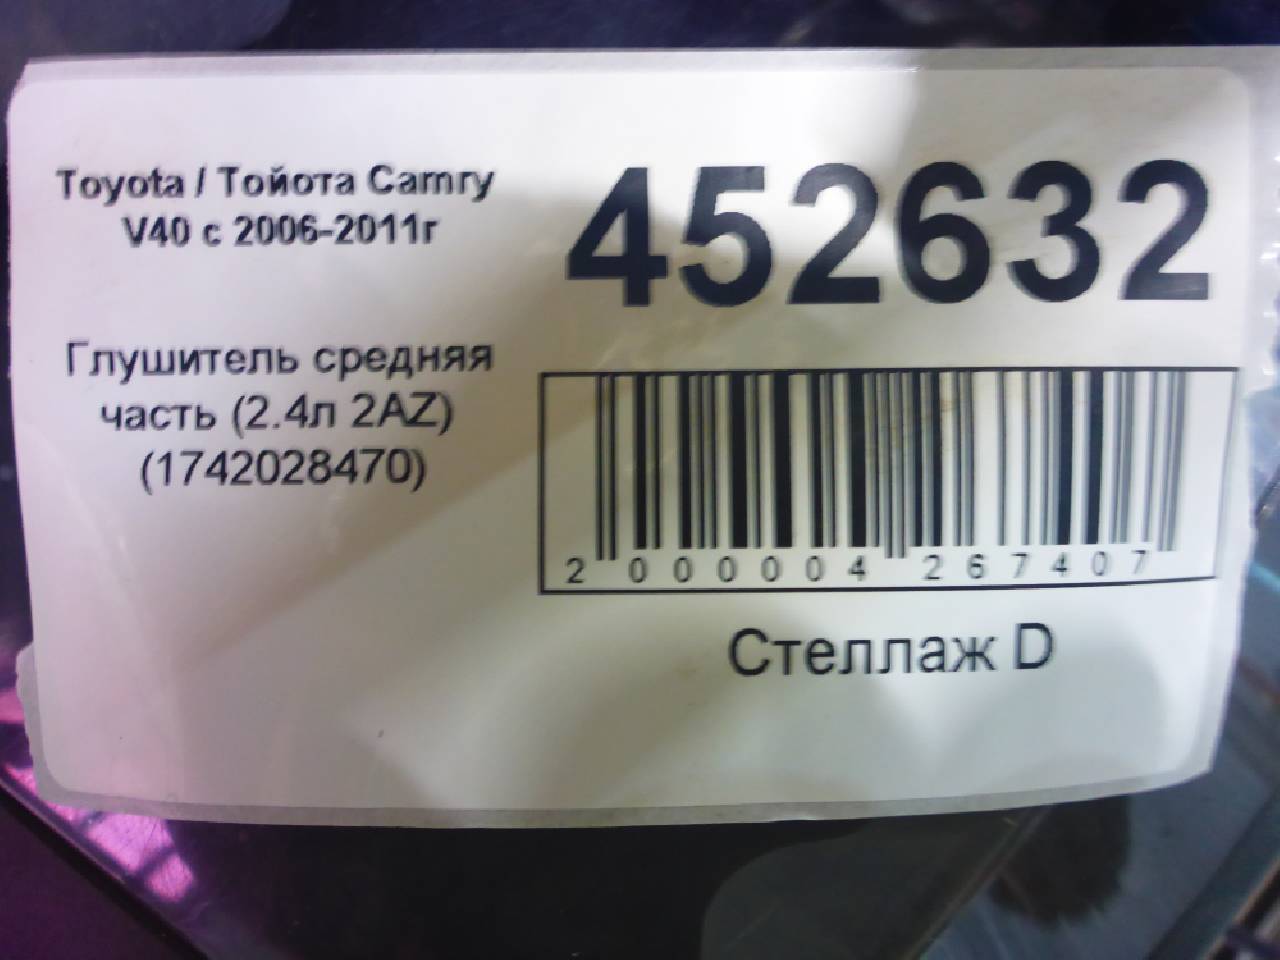 Toyota / Тойота Camry
V40 с 2006-2011г
452632
Глушитель средняя
часть (2.4л 2AZ)
(1742028470)
2 000004 267407
Стеллаж D